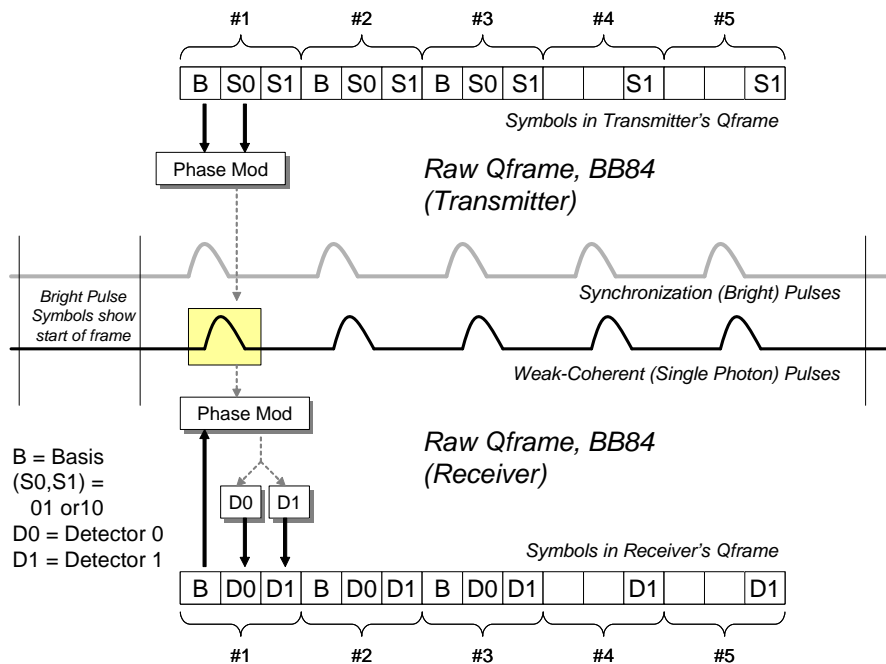 #1 #2 #3 #4 #5
B S0 S1 B S0 S1 B S0 S1 S1 S1
Symbols in Transmitter's Qframe
Phase Mod
Raw Qframe, BB84
(Transmitter)
Bright Pulse
Symbols show
start of frame
Synchronization (Bright) Pulses
Weak-Coherent (Single Photon) Pulses
Phase Mod
Raw Qframe, BB84
(Receiver)
B = Basis
(S0,S1) =
01 or10
D0 = Detector 0
D1 = Detector 1
D0 D1
Symbols in Receiver's Qframe
B D0 D1 B D0 D1 B D0 D1 D1 D1
#1 #2 #3 #4 #5